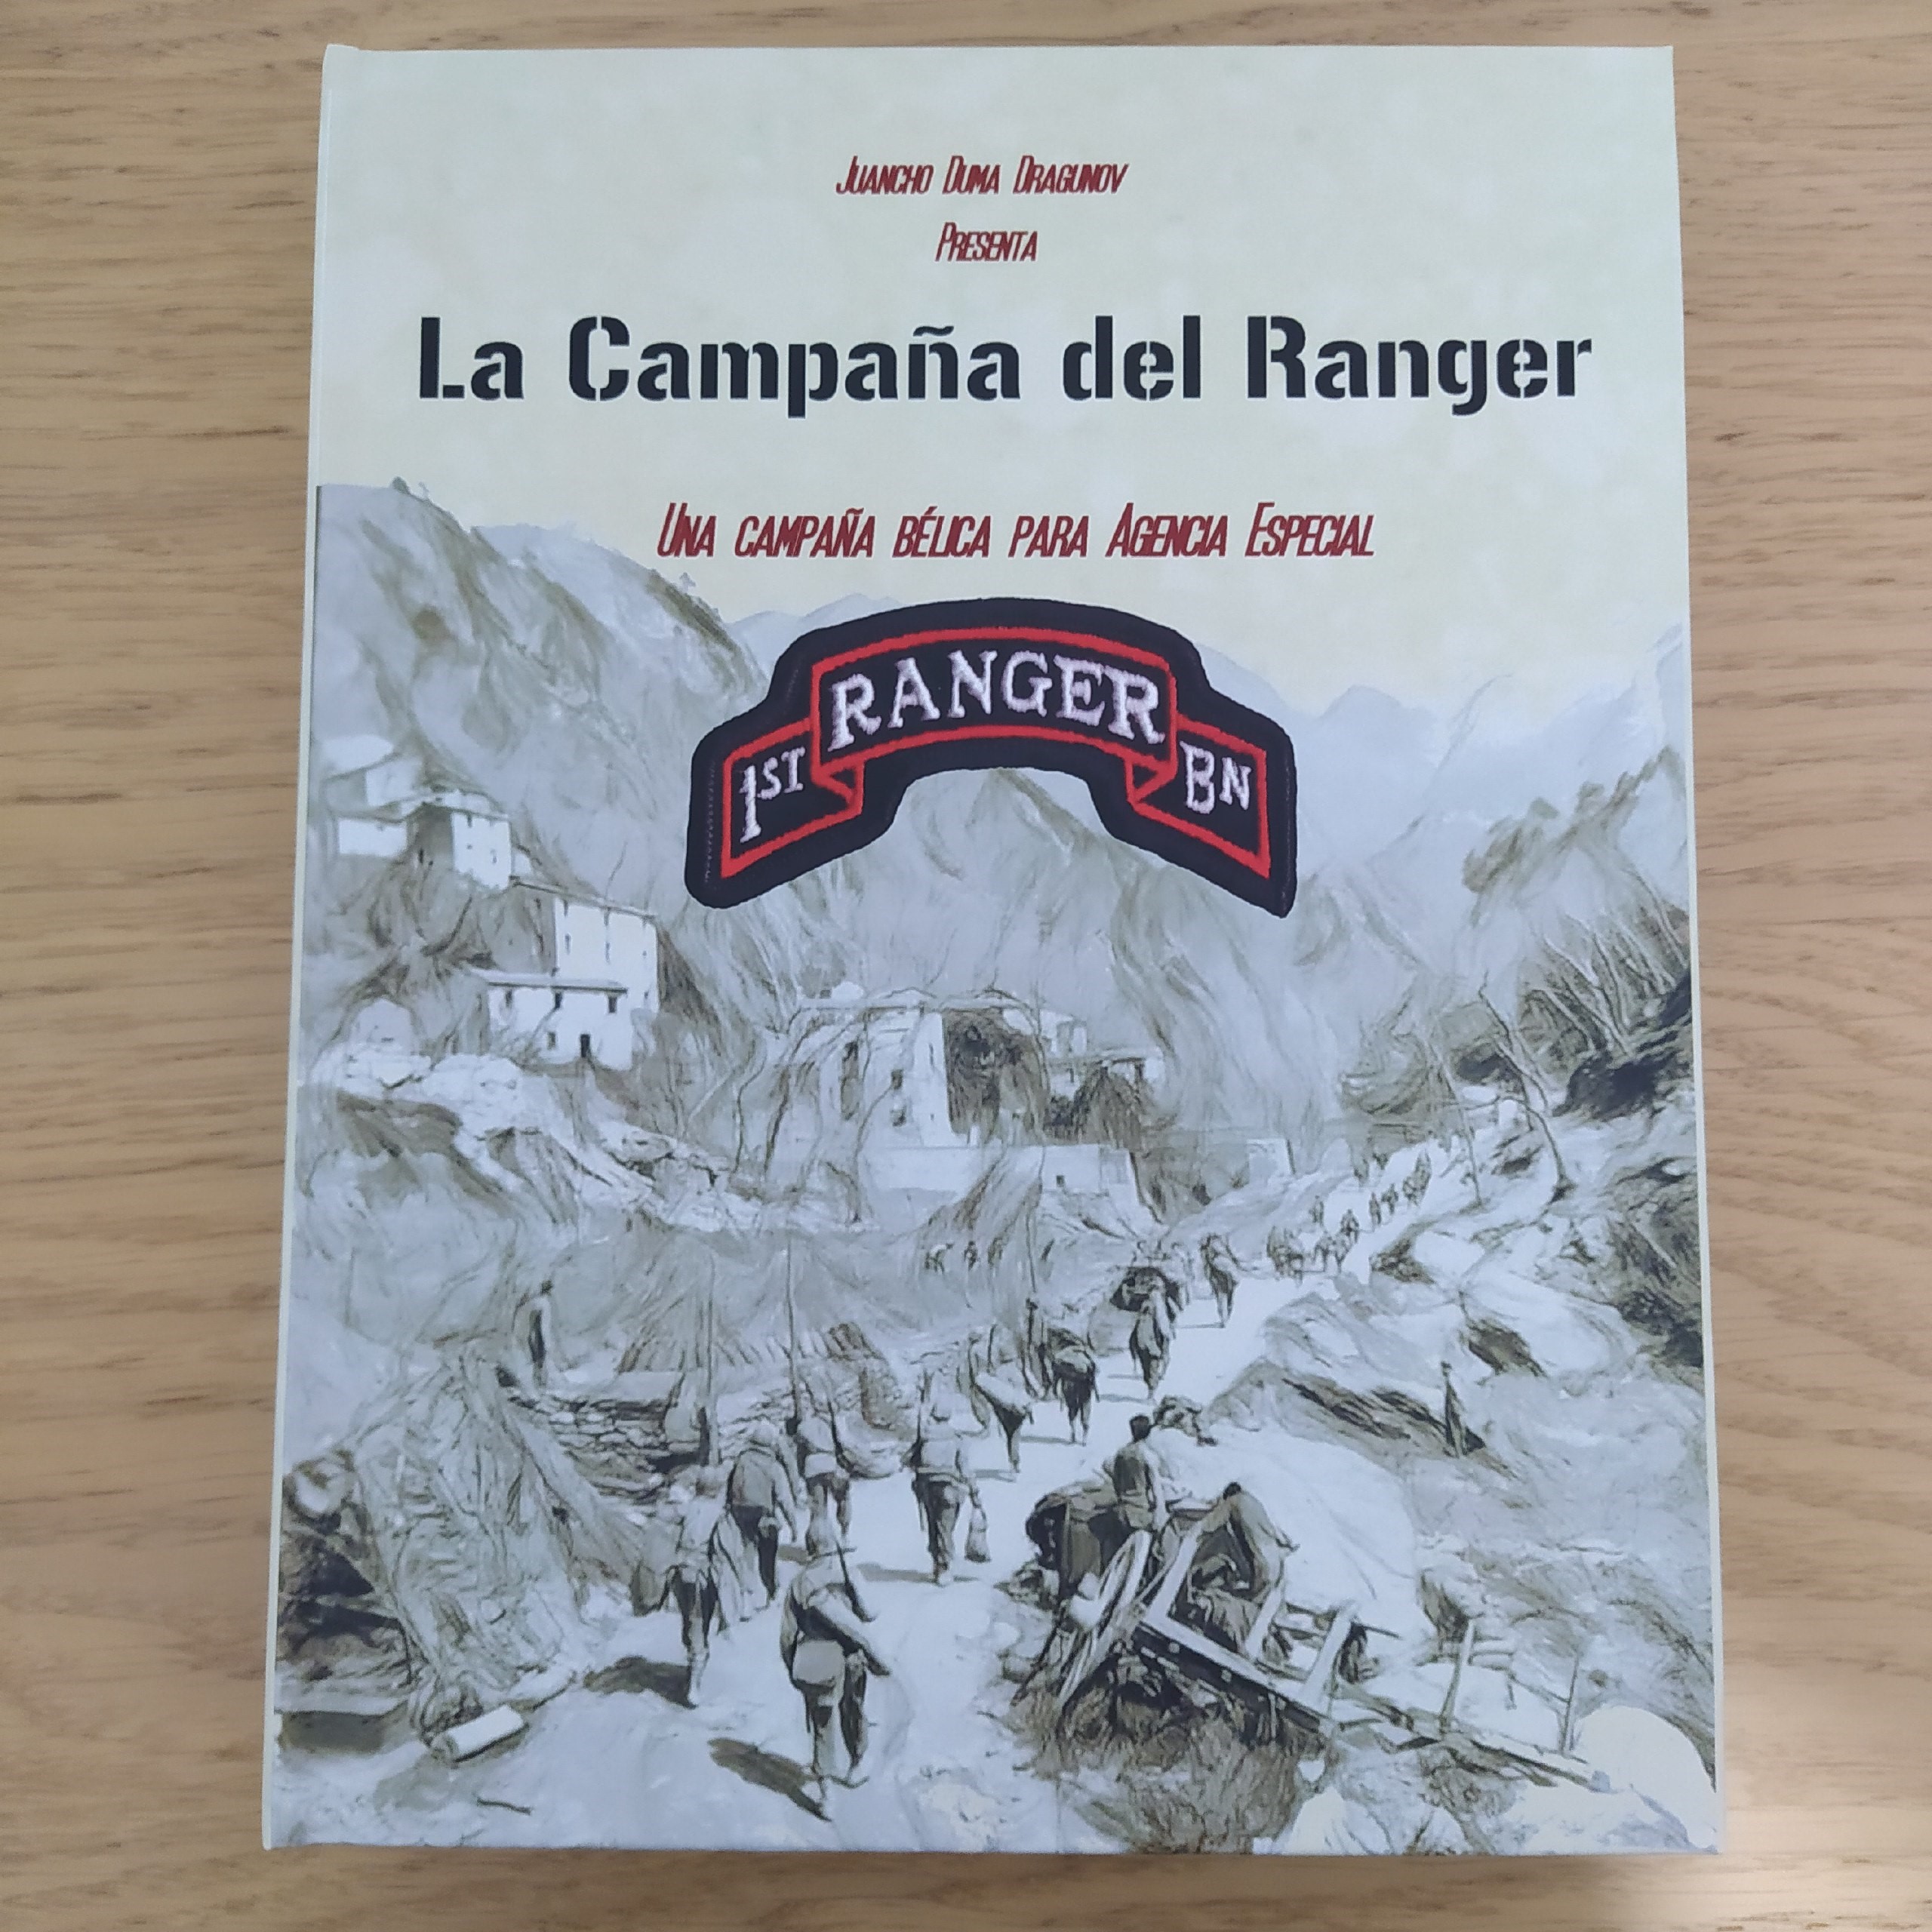 Juancho Duma Dragunov
Presenta
La Campaña del Ranger
Una campaña bélica para Agencia Especial
1ST RANGER BN